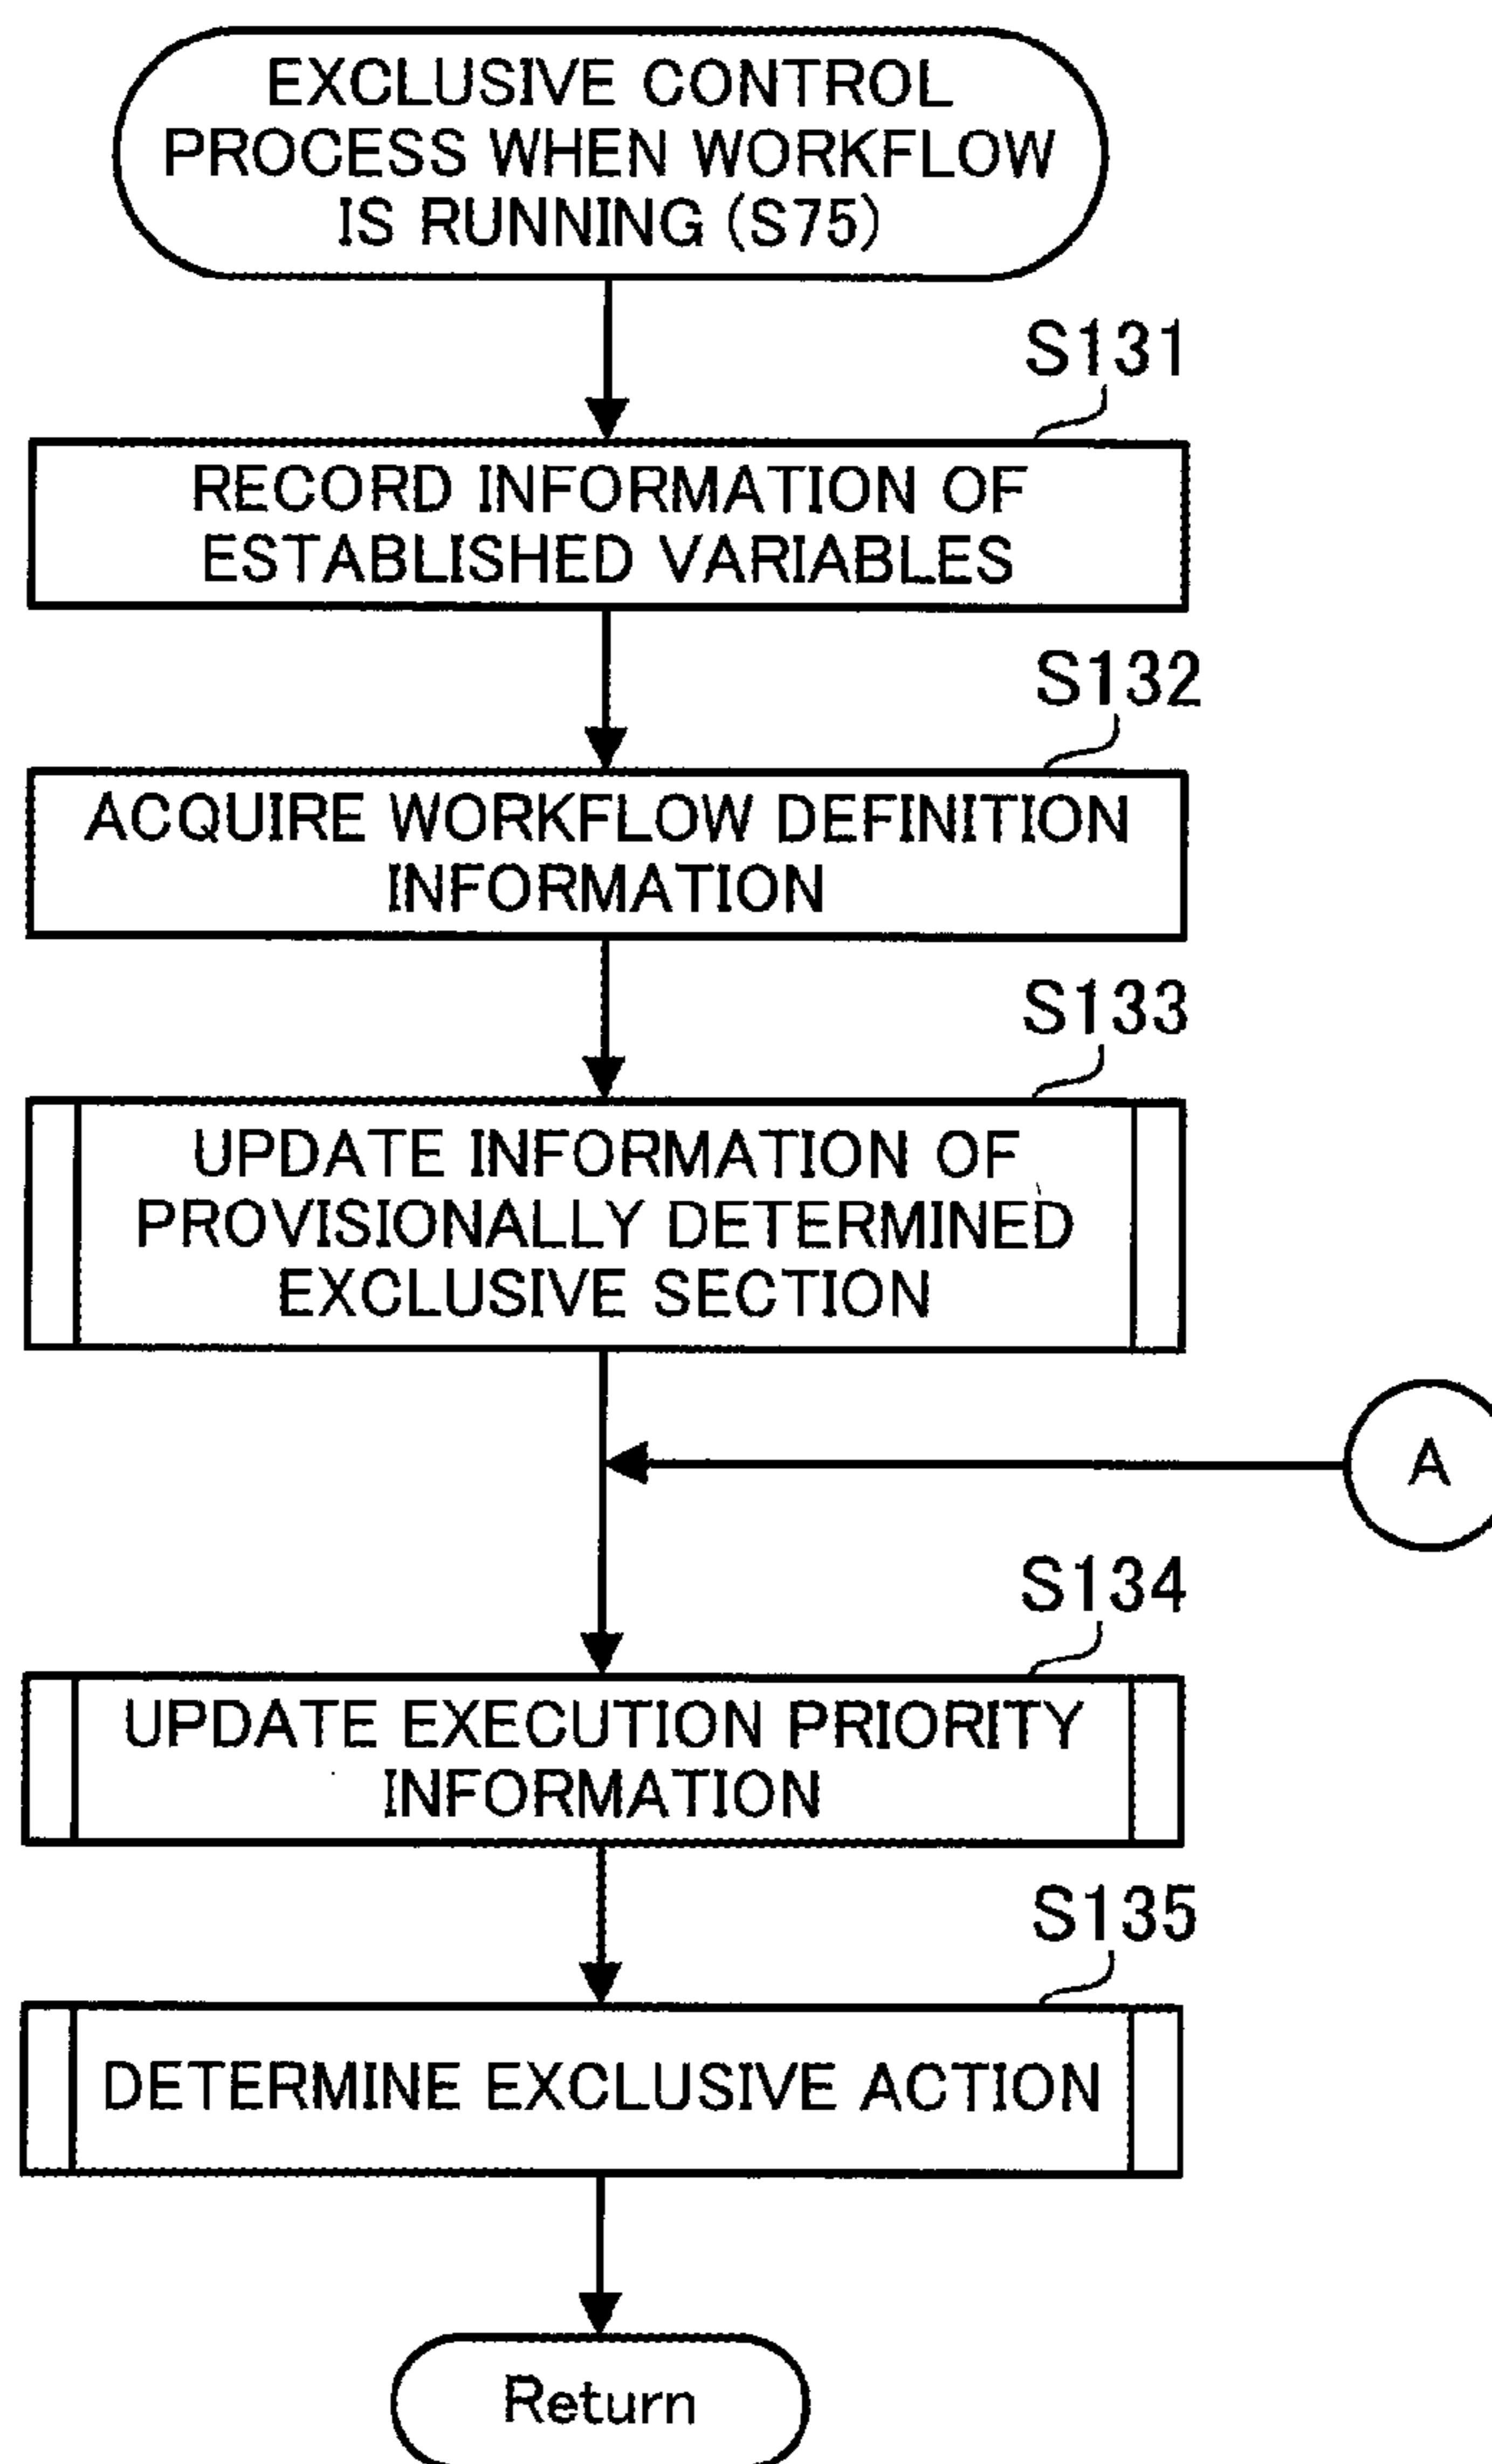 EXCLUSIVE CONTROL
PROCESS WHEN WORKFLOW
IS RUNNING (S75)
S131
RECORD INFORMATION OF
ESTABLISHED VARIABLES
S132
ACQUIRE WORKFLOW DEFINITION
INFORMATION
S133
UPDATE INFORMATION OF
PROVISIONALLY DETERMINED
EXCLUSIVE SECTION
A
S134
UPDATE EXECUTION PRIORITY
INFORMATION
S135
DETERMINE EXCLUSIVE ACTION
Return